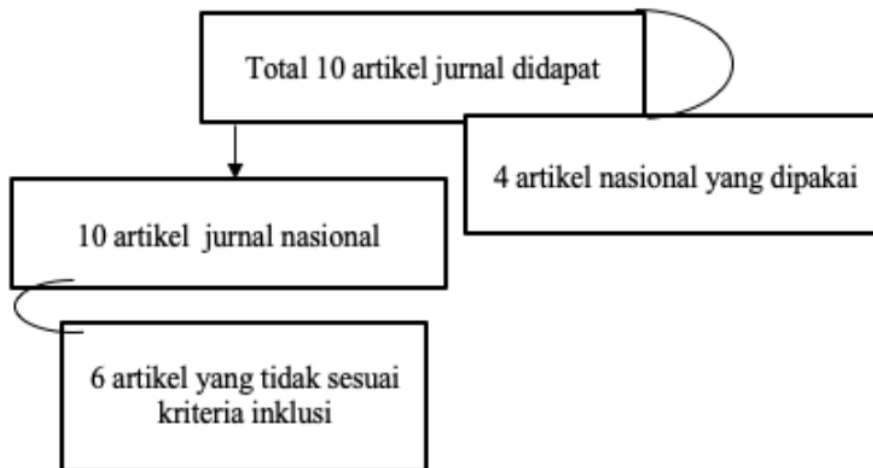 Total 10 artikel jurnal didapat
4 artikel nasional yang dipakai
10 artikel jurnal nasional
6 artikel yang tidak sesuai
kriteria inklusi